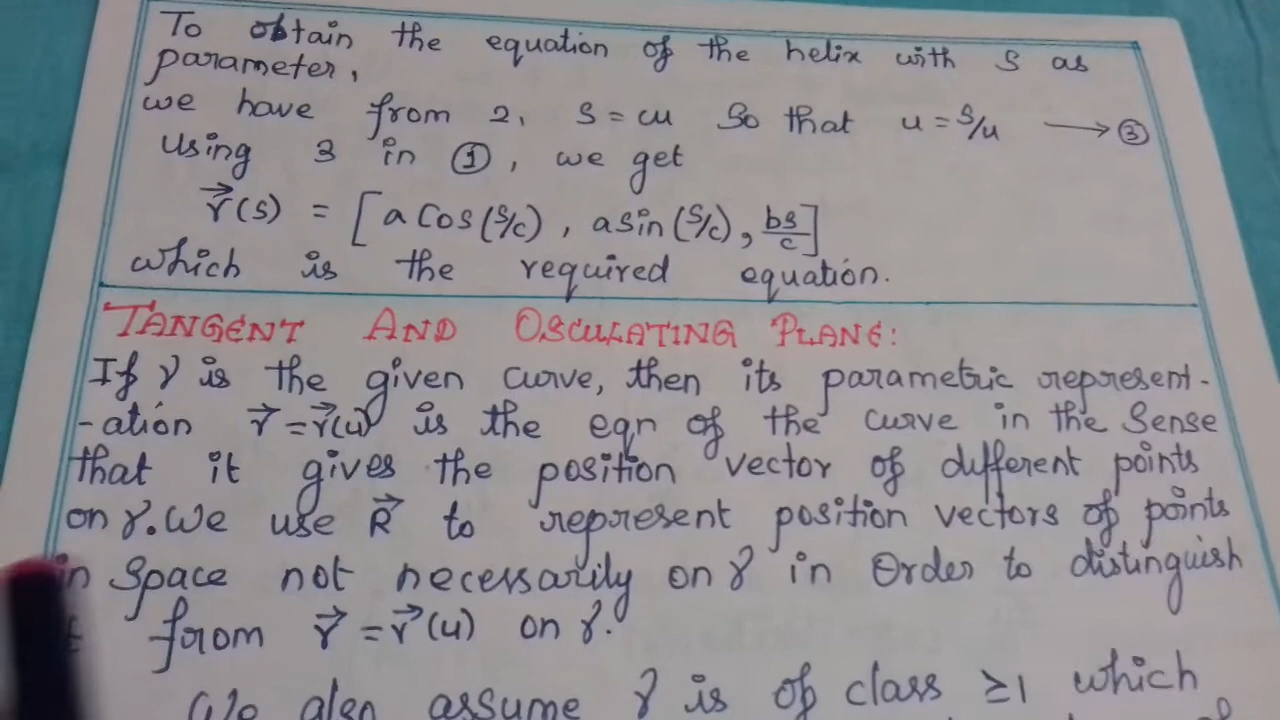 To obtain the equation of the helix with S as
parameter,
we have from 2, S = cu so that u = S/u → ③
Using 3 in ①, we get
r⃗(s) = [a cos(S/c), a sin(S/c), bs/c]
which is the required equation.
TANGENT AND OSCULATING PLANE:
If γ is the given curve, then its parametric represent-
-ation r⃗ = r⃗(u) is the eqn of the curve in the sense
that it gives the position vector of different points
on γ. We use R⃗ to represent position vectors of points
in space not necessarily on γ in order to distinguish
from r⃗ = r⃗(u) on γ.
We also assume γ is of class ≥1 which